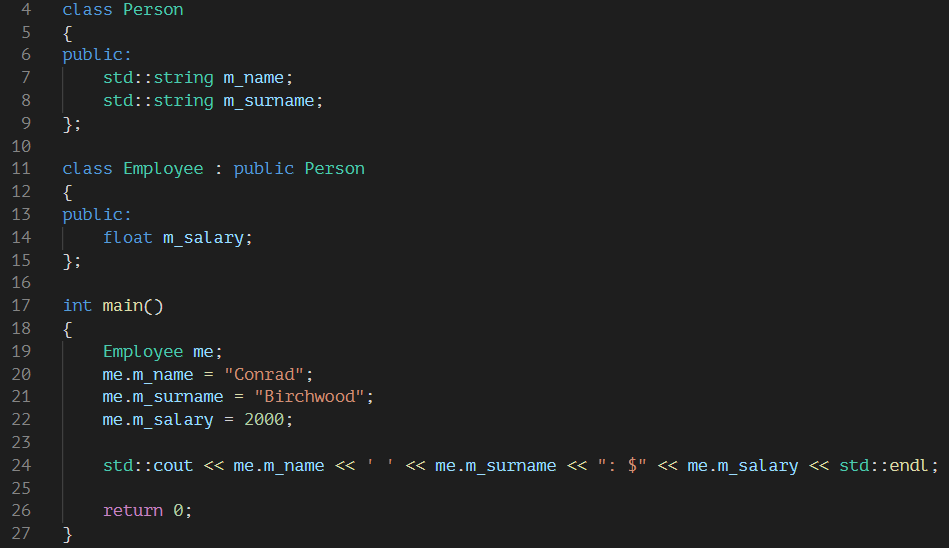 4 class Person
5 {
6 public:
7     std::string m_name;
8     std::string m_surname;
9 };
10
11 class Employee : public Person
12 {
13 public:
14     float m_salary;
15 };
16
17 int main()
18 {
19     Employee me;
20     me.m_name = "Conrad";
21     me.m_surname = "Birchwood";
22     me.m_salary = 2000;
23
24     std::cout << me.m_name << ' ' << me.m_surname << ": $" << me.m_salary << std::endl;
25
26     return 0;
27 }